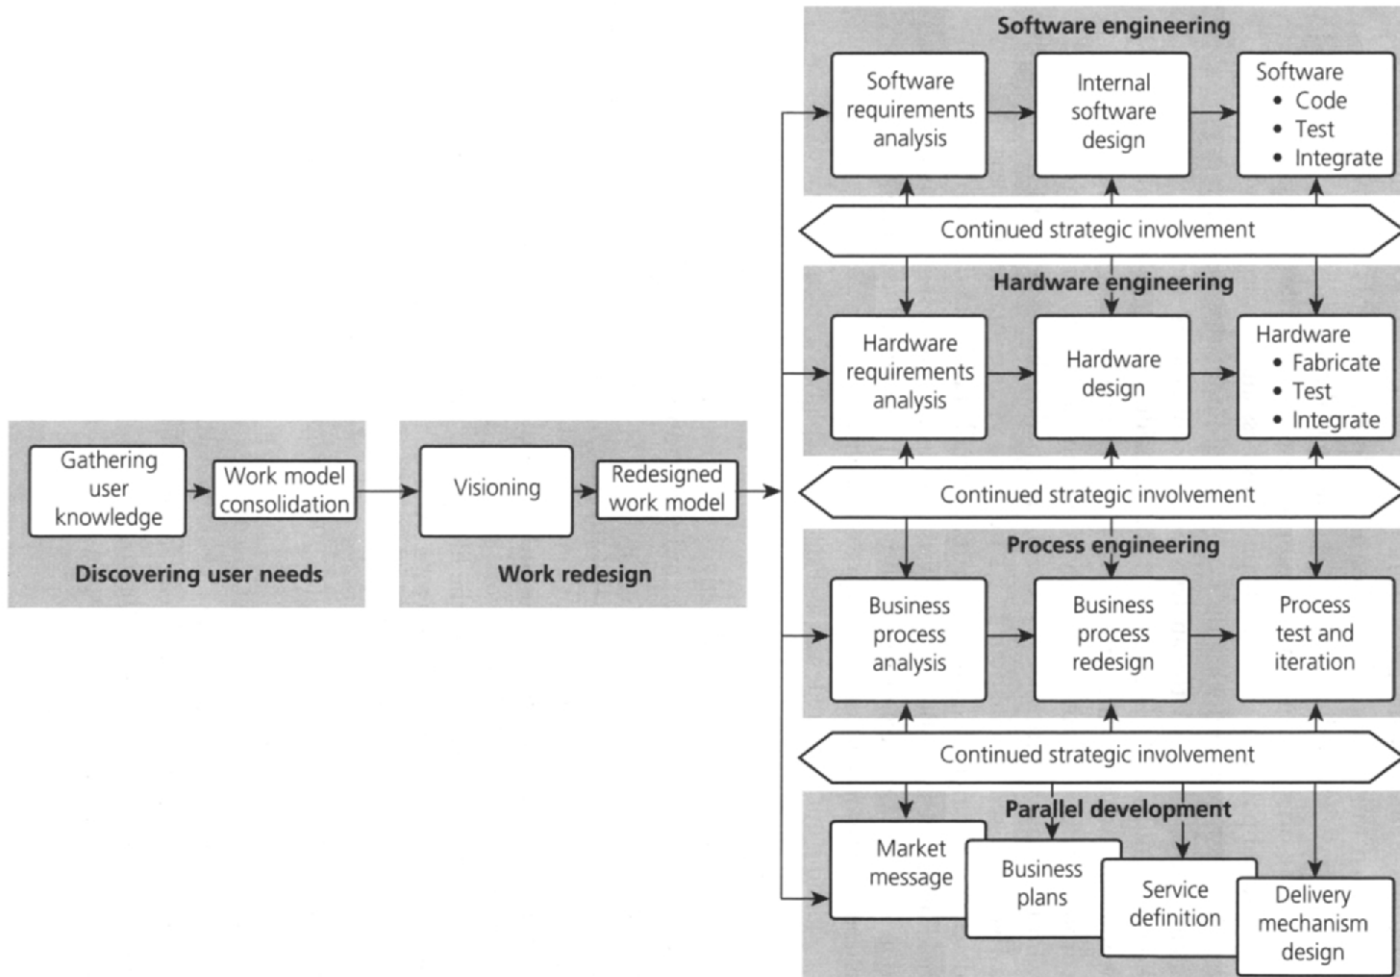 Software engineering
Software
requirements
analysis
Internal
software
design
Software
• Code
• Test
• Integrate
Continued strategic involvement
Hardware engineering
Hardware
requirements
analysis
Hardware
design
Hardware
• Fabricate
• Test
• Integrate
Gathering
user
knowledge
Work model
consolidation
Discovering user needs
Visioning
Redesigned
work model
Work redesign
Continued strategic involvement
Process engineering
Business
process
analysis
Business
process
redesign
Process
test and
iteration
Continued strategic involvement
Parallel development
Market
message
Business
plans
Service
definition
Delivery
mechanism
design